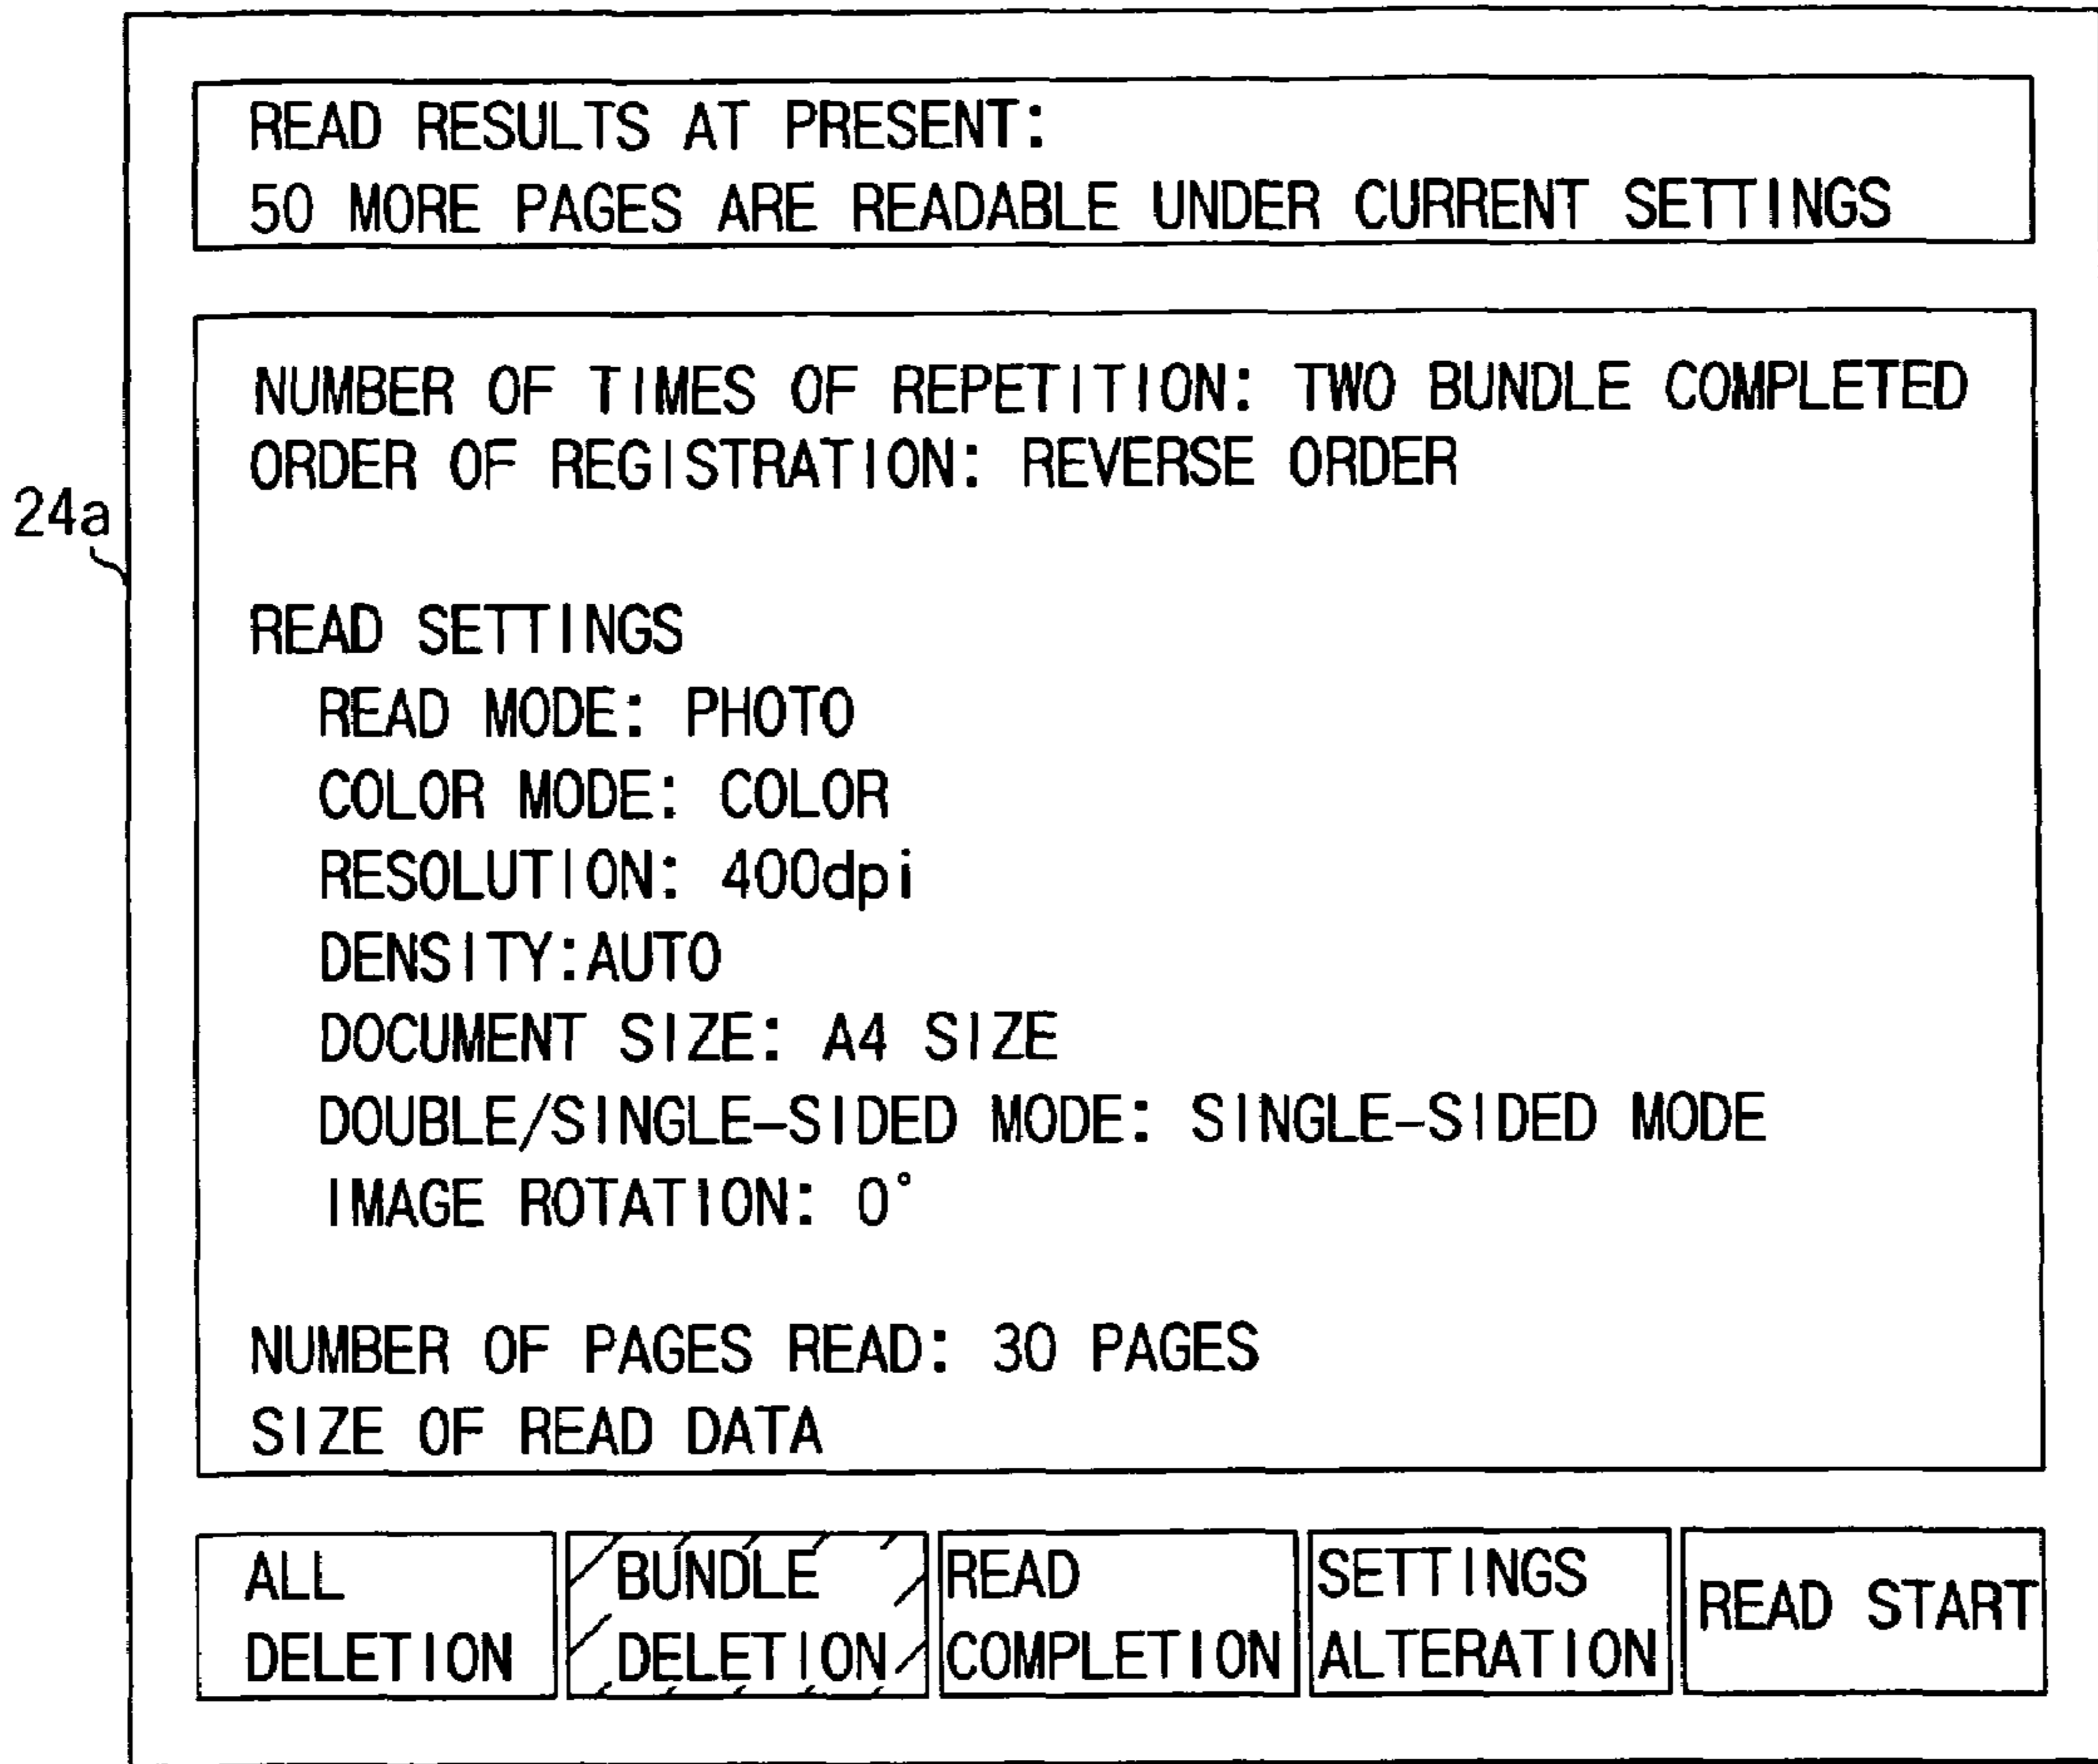 READ RESULTS AT PRESENT:
50 MORE PAGES ARE READABLE UNDER CURRENT SETTINGS
NUMBER OF TIMES OF REPETITION: TWO BUNDLE COMPLETED
ORDER OF REGISTRATION: REVERSE ORDER
24a
READ SETTINGS
READ MODE: PHOTO
COLOR MODE: COLOR
RESOLUTION: 400dpi
DENSITY:AUTO
DOCUMENT SIZE: A4 SIZE
DOUBLE/SINGLE-SIDED MODE: SINGLE-SIDED MODE
IMAGE ROTATION: 0°
NUMBER OF PAGES READ: 30 PAGES
SIZE OF READ DATA
ALL
DELETION
BUNDLE
DELETION
READ
COMPLETION
SETTINGS
ALTERATION
READ START